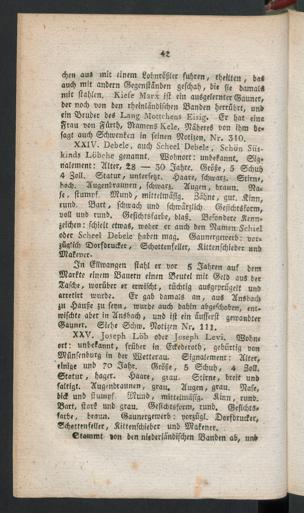 42
chen aus mit einem Lohnrößler fuhren, theilten, das
auch mit andern Gegenständen geschah, die sie damals
mit stahlen. Kiefe Marx ist ein ausgelernter Gauner,
der noch von den rheinländischen Banden herrührt, und
ein Bruder des Lang Mottchens Eisig. Er hat eine
Frau von Fürth, Namens Kele. Näheres von ihm be-
sagt auch Schwenken in seinen Notizen, Nr. 310.
XXIV. Debele, auch Scheel Debele, Schön Süs-
kinds Löbche genannt. Wohnort: unbekannt, Sig-
nalement: Alter, 28 — 30 Jahre. Größe, 5 Schuh
4 Zoll. Statur, untersetzt. Haare, schwarz. Stirne,
hoch. Augenbraunen, schwarz. Augen, braun. Na-
se, stumpf. Mund, mittelmäßig. Zähne, gut. Kinn,
rund. Bart, schwach und schwärzlich. Gesichtsform,
voll und rund. Gesichtsfarbe, blaß. Besondere Kenn-
zeichen: schielt etwas, woher er auch den Namen Schiel
oder Scheel Debele haben mag. Gaunergewerb: vor-
züglich Dorfdrucker, Schottenfeller, Kittenschieber und
Makener.
In Ellwangen stahl er vor 5 Jahren auf dem
Markte einem Bauern einen Beutel mit Geld aus der
Tasche, worüber er erwischt, tüchtig ausgeprügelt und
arretirt wurde. Er gab damals an, aus Ansbach
zu Hause zu seyn, wurde auch dahin abgeschoben, ent-
wischte aber in Ansbach, und ist ein äusserst gewandter
Gauner. Siehe Schw. Notizen Nr. 111.
XXV. Joseph Löb oder Joseph Levi. Wohn-
ort: unbekannt, früher in Eckederoth, gebürtig von
Münsenburg in der Wetterau. Signalement: Alter,
einige und 70 Jahr. Größe, 5 Schuh, 4 Zoll.
Statur, hager. Haare, grau. Stirne, breit und
faltigt. Augenbraunen, grau. Augen, grau. Nase,
dick und stumpf. Mund, mittelmäßig. Kinn, rund.
Bart, stark und grau. Gesichtsform, rund. Gesichts-
farbe, braun. Gaunergewerb: vorzügl. Dorfdrucker,
Schottenfeller, Kittenschieber und Makener.
Stammt von den niederländischen Banden ab, und